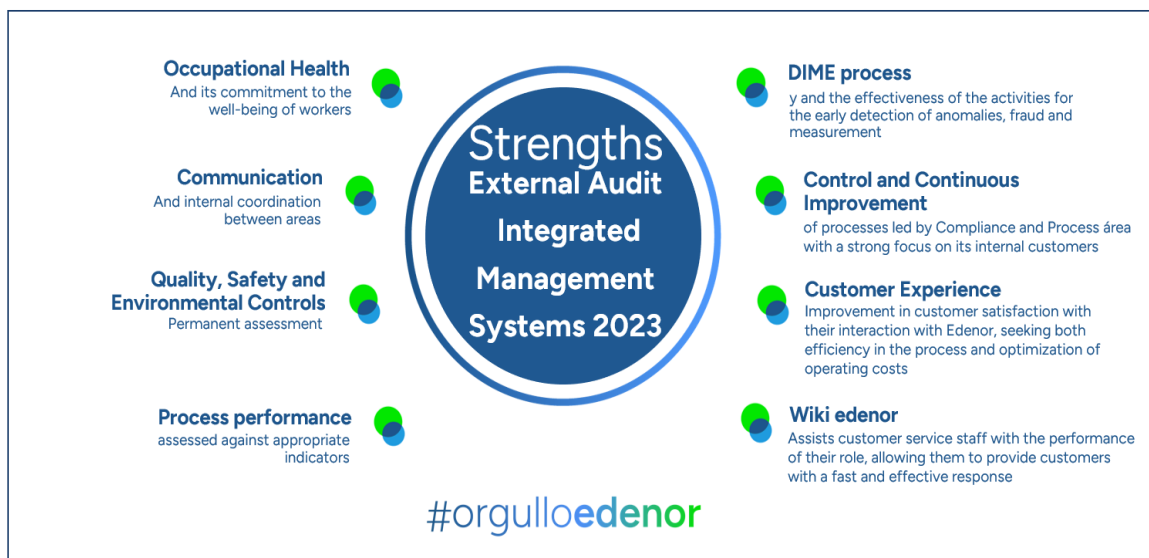 Strengths
External Audit
Integrated
Management
Systems 2023
Occupational Health
And its commitment to the
well-being of workers
Communication
And internal coordination
between areas
Quality, Safety and
Environmental Controls
Permanent assessment
Process performance
assessed against appropriate
indicators
DIME process
y and the effectiveness of the activities for
the early detection of anomalies, fraud and
measurement
Control and Continuous
Improvement
of processes led by Compliance and Process área
with a strong focus on its internal customers
Customer Experience
Improvement in customer satisfaction with
their interaction with Edenor, seeking both
efficiency in the process and optimization of
operating costs
Wiki edenor
Assists customer service staff with the performance
of their role, allowing them to provide customers
with a fast and effective response
#orgulloedenor